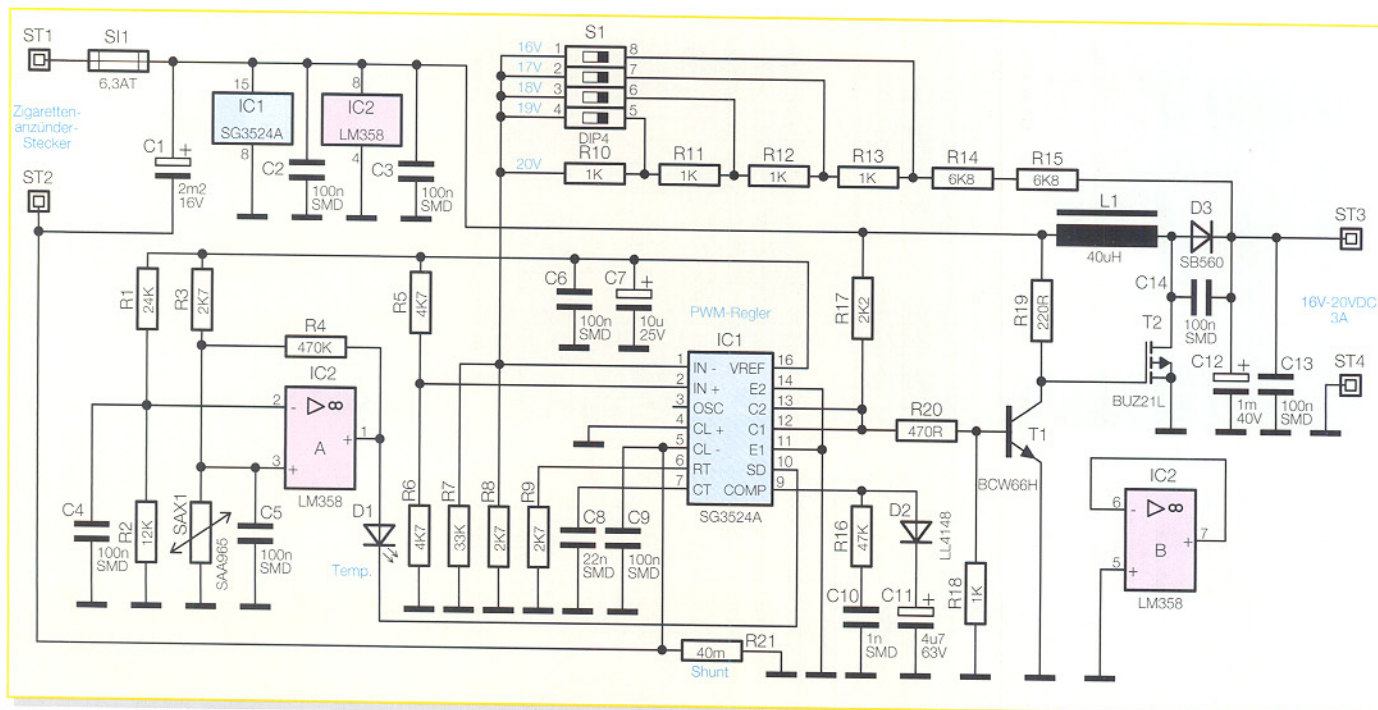 ST1
SI1
6,3AT
Zigaretten-
anzünder-
Stecker
ST2
C1
+
2m2
16V
15
IC1
SG3524A
8
C2
100n
SMD
8
IC2
LM358
4
C3
100n
SMD
S1
16V 1 8
17V 2 7
18V 3 6
19V 4 5
DIP4
20V
R10
1K
R11
1K
R12
1K
R13
1K
R14
6K8
R15
6K8
L1
40uH
D3
SB560
ST3
C14
100n
SMD
16V-20VDC
3A
ST4
R1
24K
R3
2K7
R4
470K
R5
4K7
C6
100n
SMD
C7
+
10u
25V
PWM-Regler
R17
2K2
R19
220R
T2
BUZ21L
C12
+
1m
40V
C13
100n
SMD
IC2
2 -
8
A
+ 1
3 +
LM358
IC1
1 IN - VREF 16
2 IN + E2 14
3 OSC C2 13
4 CL + C1 12
5 CL - E1 11
6 RT SD 10
7 CT COMP 9
SG3524A
R20
470R
T1
BCW66H
C4
100n
SMD
R2
12K
SAX1
SAA965
C5
100n
SMD
D1
Temp.
R6
4K7
R7
33K
R8
2K7
R9
2K7
C8
22n
SMD
C9
100n
SMD
R16
47K
D2
LL4148
C10
1n
SMD
C11
+
4u7
63V
R18
1K
IC2
6 -
8
B
+ 7
5 +
LM358
40m
R21
Shunt